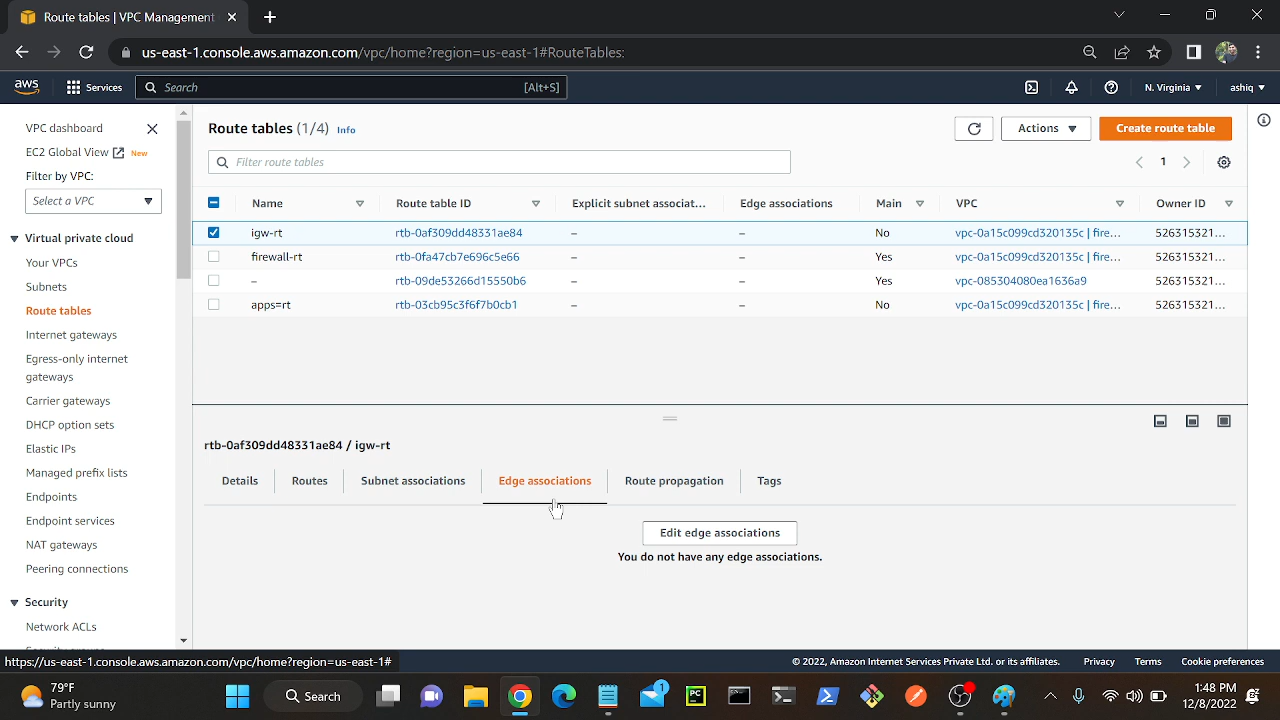 Route tables | VPC Management
us-east-1.console.aws.amazon.com/vpc/home?region=us-east-1#RouteTables:
aws Services Search [Alt+S] N. Virginia ashiq
VPC dashboard
EC2 Global View New
Filter by VPC:
Select a VPC
Virtual private cloud
Your VPCs
Subnets
Route tables
Internet gateways
Egress-only internet
gateways
Carrier gateways
DHCP option sets
Elastic IPs
Managed prefix lists
Endpoints
Endpoint services
NAT gateways
Peering connections
Security
Network ACLs
Route tables (1/4) Info
Actions Create route table
Filter route tables
1
Name Route table ID Explicit subnet associat... Edge associations Main VPC Owner ID
igw-rt rtb-0af309dd48331ae84 – – No vpc-0a15c099cd320135c | fire... 526315321...
firewall-rt rtb-0fa47cb7e696c5e66 – – Yes vpc-0a15c099cd320135c | fire... 526315321...
– rtb-09de53266d15550b6 – – Yes vpc-085304080ea1636a9 526315321...
apps=rt rtb-03cb95c3f6f7b0cb1 – – No vpc-0a15c099cd320135c | fire... 526315321...
rtb-0af309dd48331ae84 / igw-rt
Details Routes Subnet associations Edge associations Route propagation Tags
Edit edge associations
You do not have any edge associations.
https://us-east-1.console.aws.amazon.com/vpc/home?region=us-east-1#
© 2022, Amazon Internet Services Private Ltd. or its affiliates. Privacy Terms Cookie preferences
79°F
Partly sunny
Search
1
PC
1:48 PM
12/8/2022